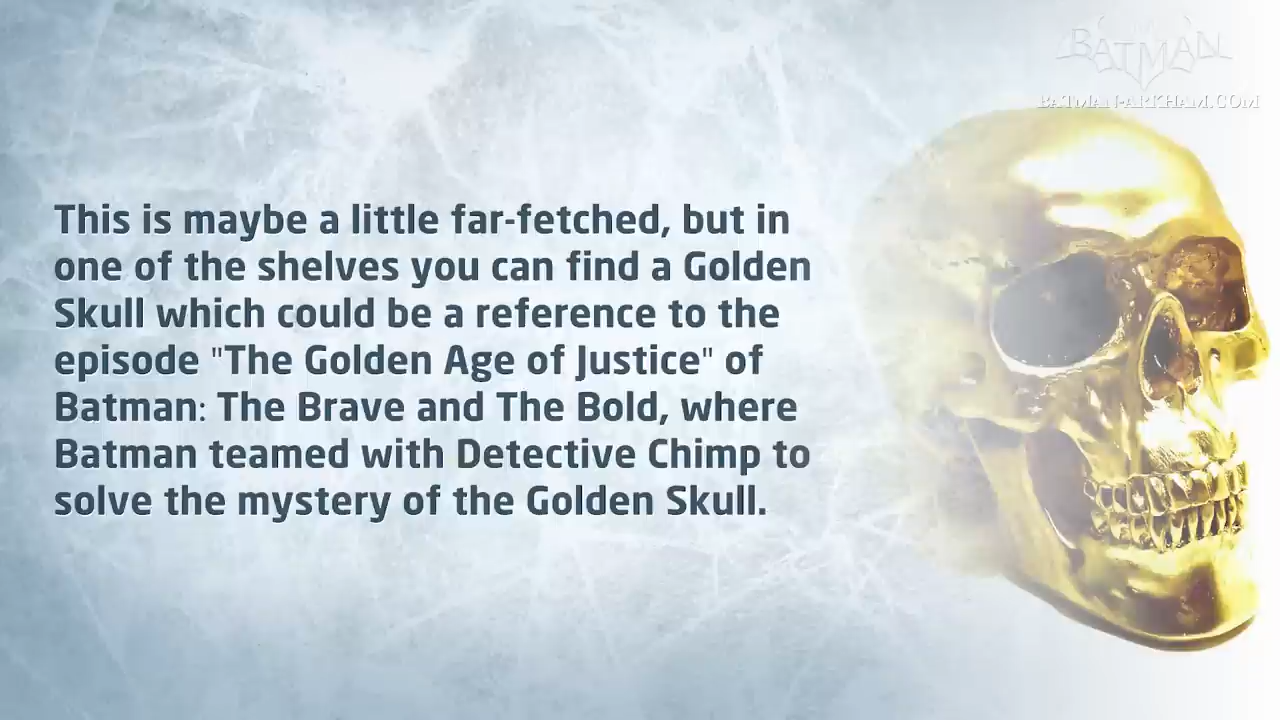 BATMAN
BATMAN-ARKHAM.COM
This is maybe a little far-fetched, but in
one of the shelves you can find a Golden
Skull which could be a reference to the
episode "The Golden Age of Justice" of
Batman: The Brave and The Bold, where
Batman teamed with Detective Chimp to
solve the mystery of the Golden Skull.